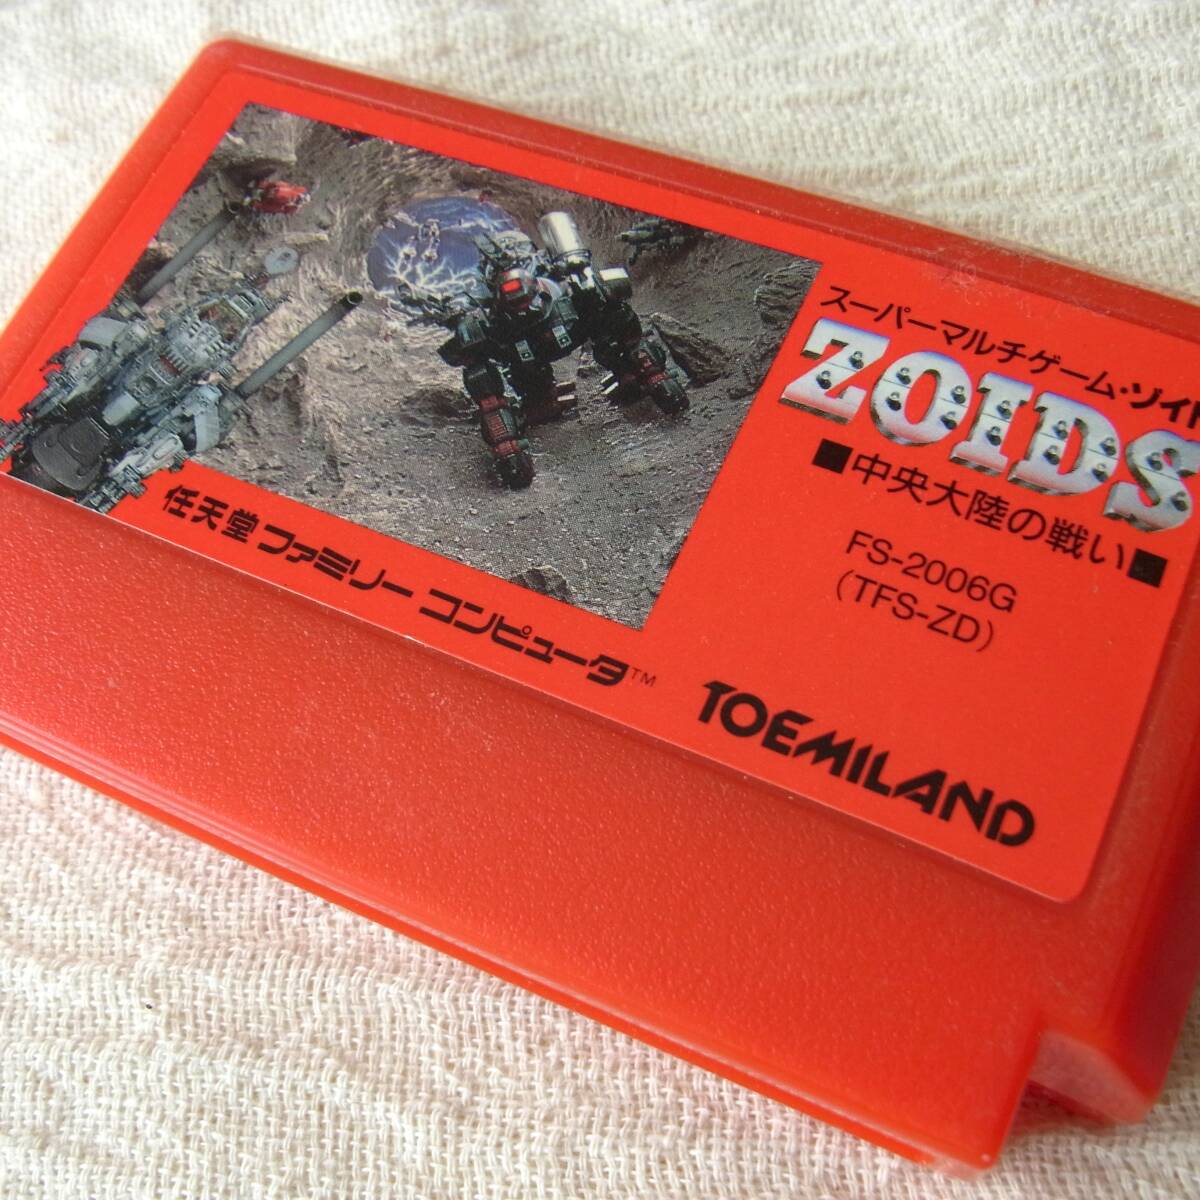 スーパーマルチゲーム・ゾイド
ZOIDS
■中央大陸の戦い■
FS-2006G
(TFS-ZD)
任天堂 ファミリー コンピュータ™
TOEMILAND